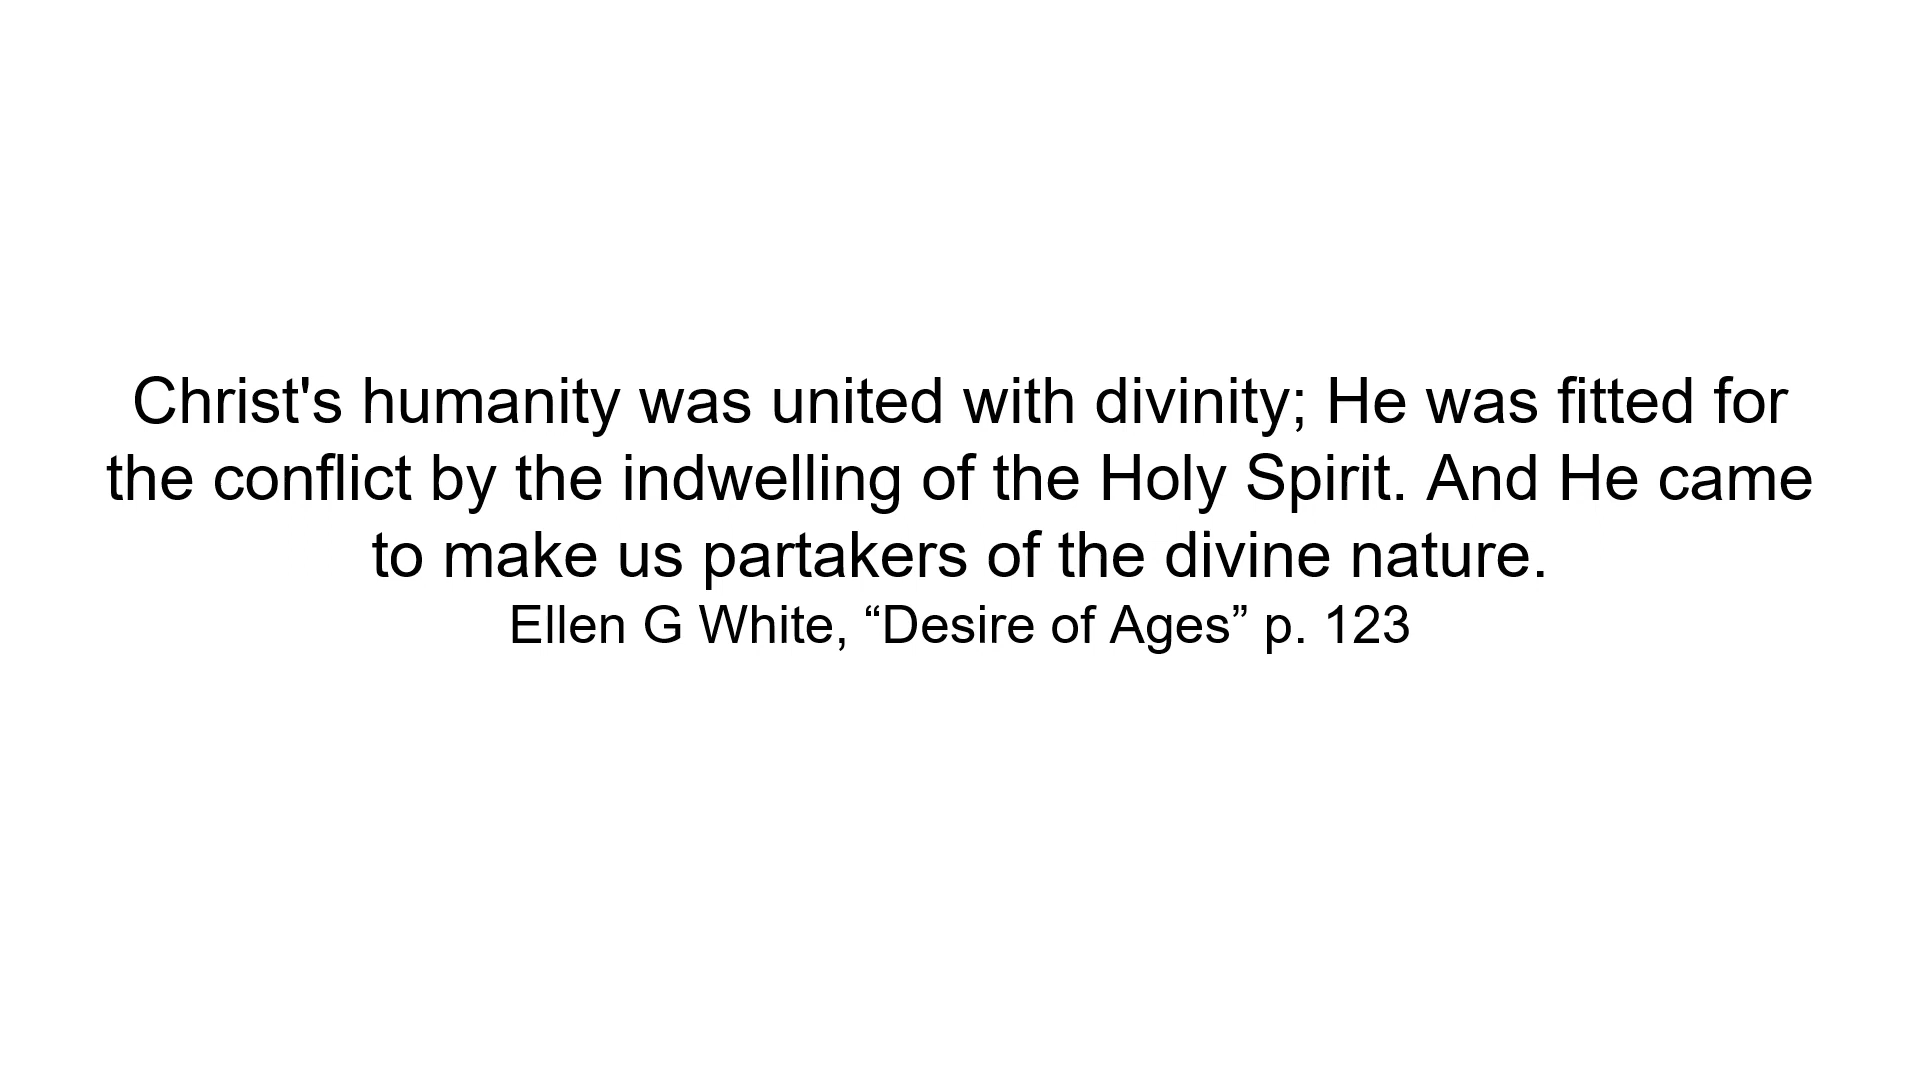 Christ's humanity was united with divinity; He was fitted for
the conflict by the indwelling of the Holy Spirit. And He came
to make us partakers of the divine nature.
Ellen G White, “Desire of Ages” p. 123